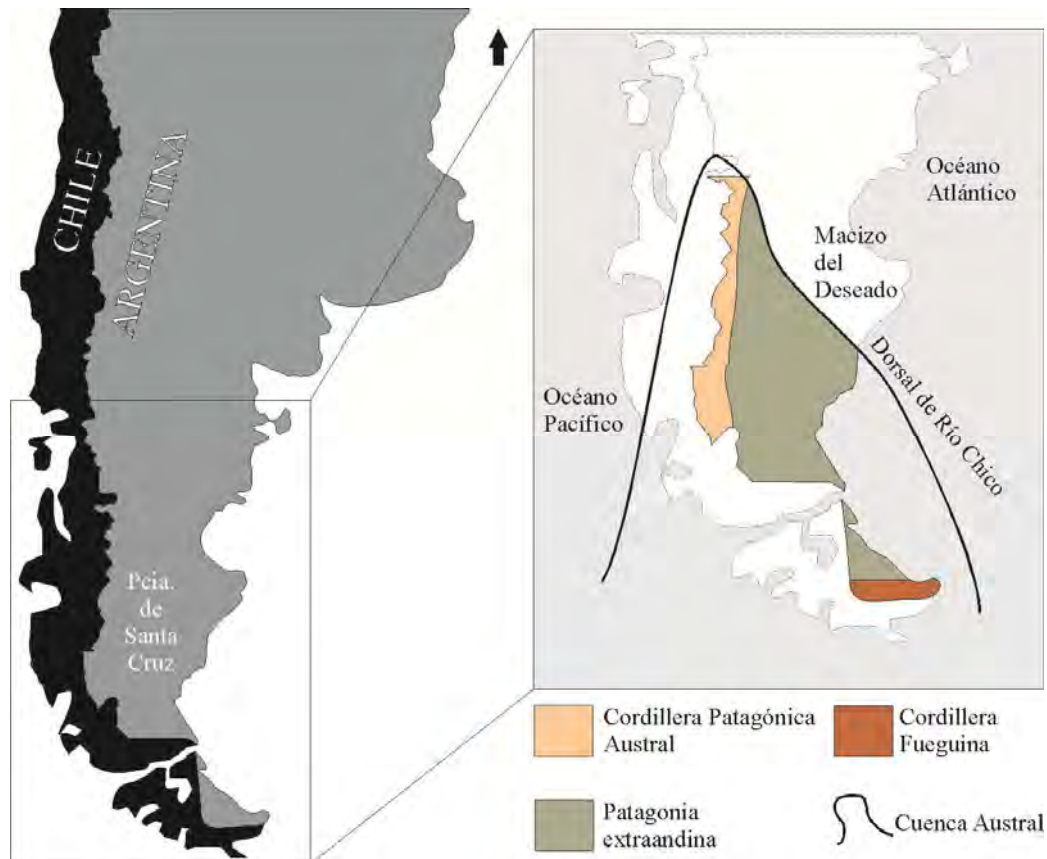 CHILE
ARGENTINA
Pcia.
de
Santa
Cruz
Océano
Atlántico
Macizo
del
Deseado
Océano
Pacífico
Dorsal de Río Chico
Cordillera Patagónica
Austral
Cordillera
Fueguina
Patagonia
extraandina
Cuenca Austral